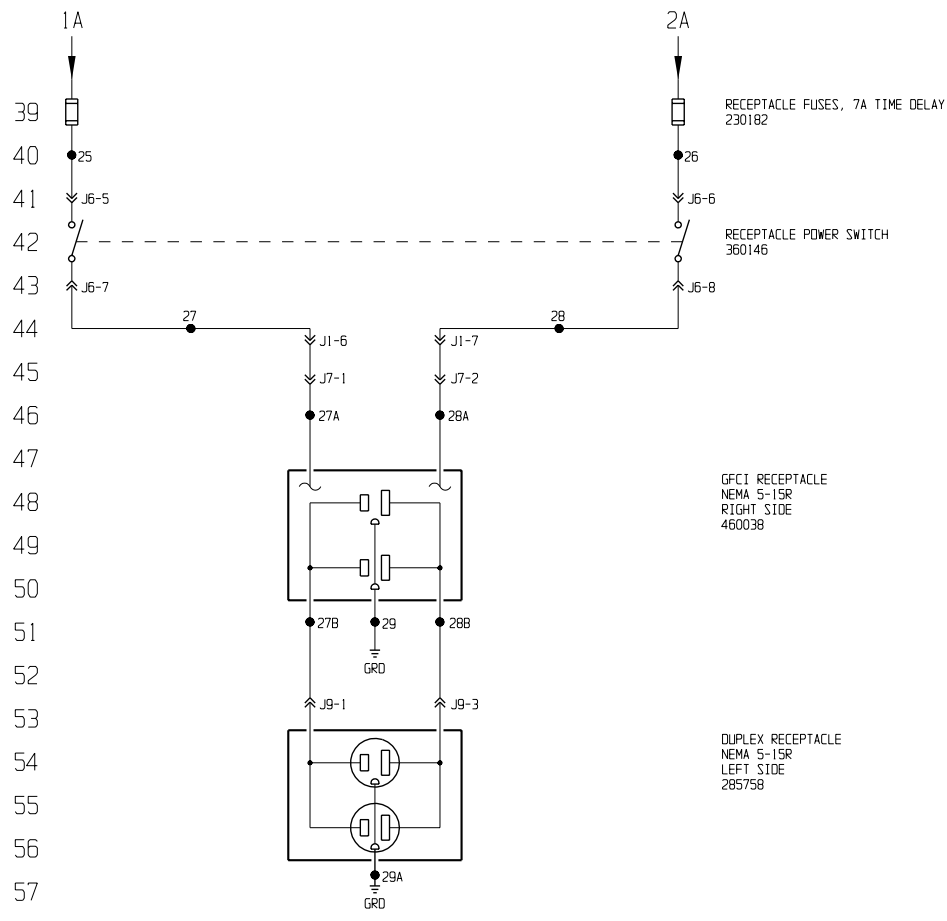 1A 2A
39 RECEPTACLE FUSES, 7A TIME DELAY
230182
40 25 26
41 J6-5 J6-6
42 RECEPTACLE POWER SWITCH
360146
43 J6-7 J6-8
44 27 28
J1-6 J1-7
45 J7-1 J7-2
46 27A 28A
47
GFCI RECEPTACLE
48 NEMA 5-15R
RIGHT SIDE
460038
49
50
51 27B 29 28B
GRD
52
53 J9-1 J9-3
DUPLEX RECEPTACLE
54 NEMA 5-15R
LEFT SIDE
285758
55
56
29A
57 GRD